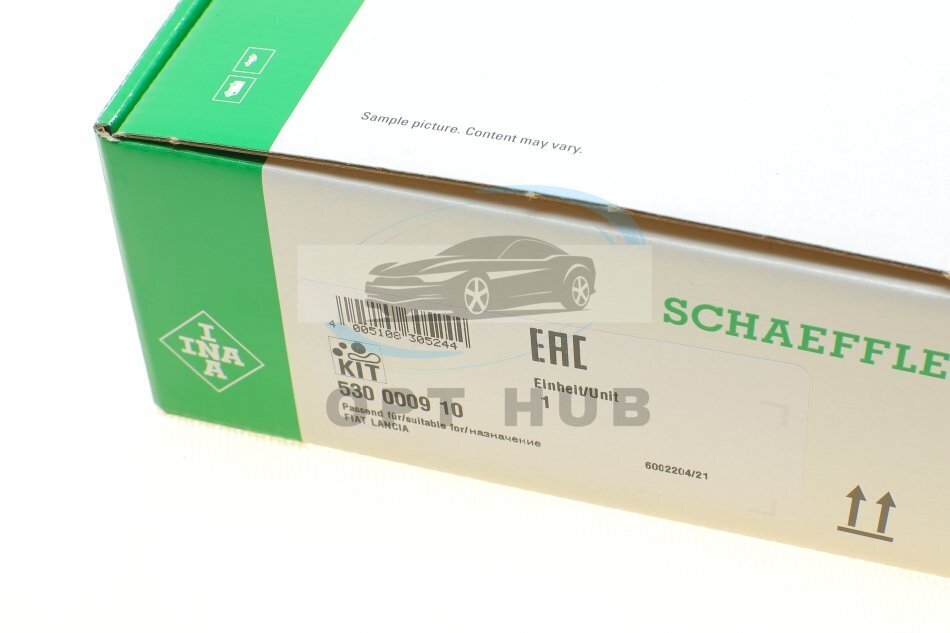 Sample picture. Content may vary.
INA
INA
SCHAEFFLE
4 005108 305244
EAC
KIT
530 0009 10
Einheit/Unit
1
OPT HUB
Passend für/suitable for/назначение
FIAT LANCIA
6002204/21